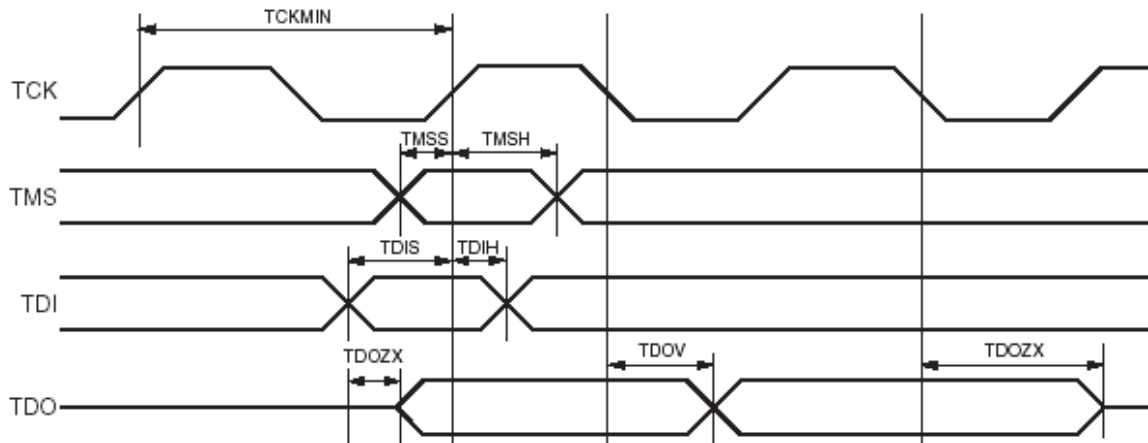 TCKMIN
TCK
TMSS TMSH
TMS
TDIS TDIH
TDI
TDOZX TDOV TDOZX
TDO